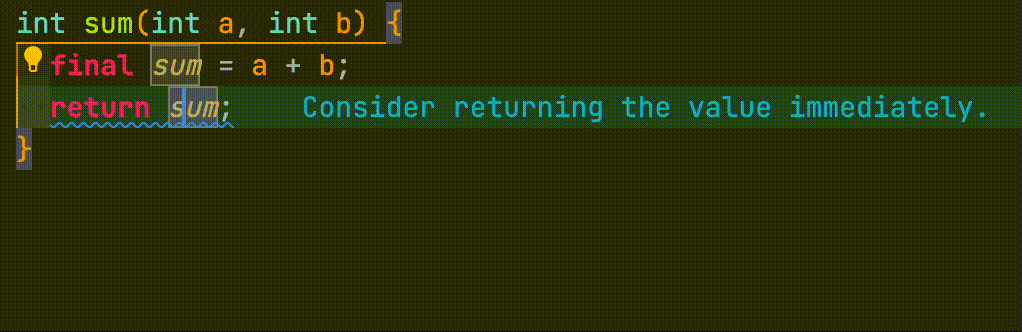 int sum(int a, int b) {
final sum = a + b;
return sum; Consider returning the value immediately.
}